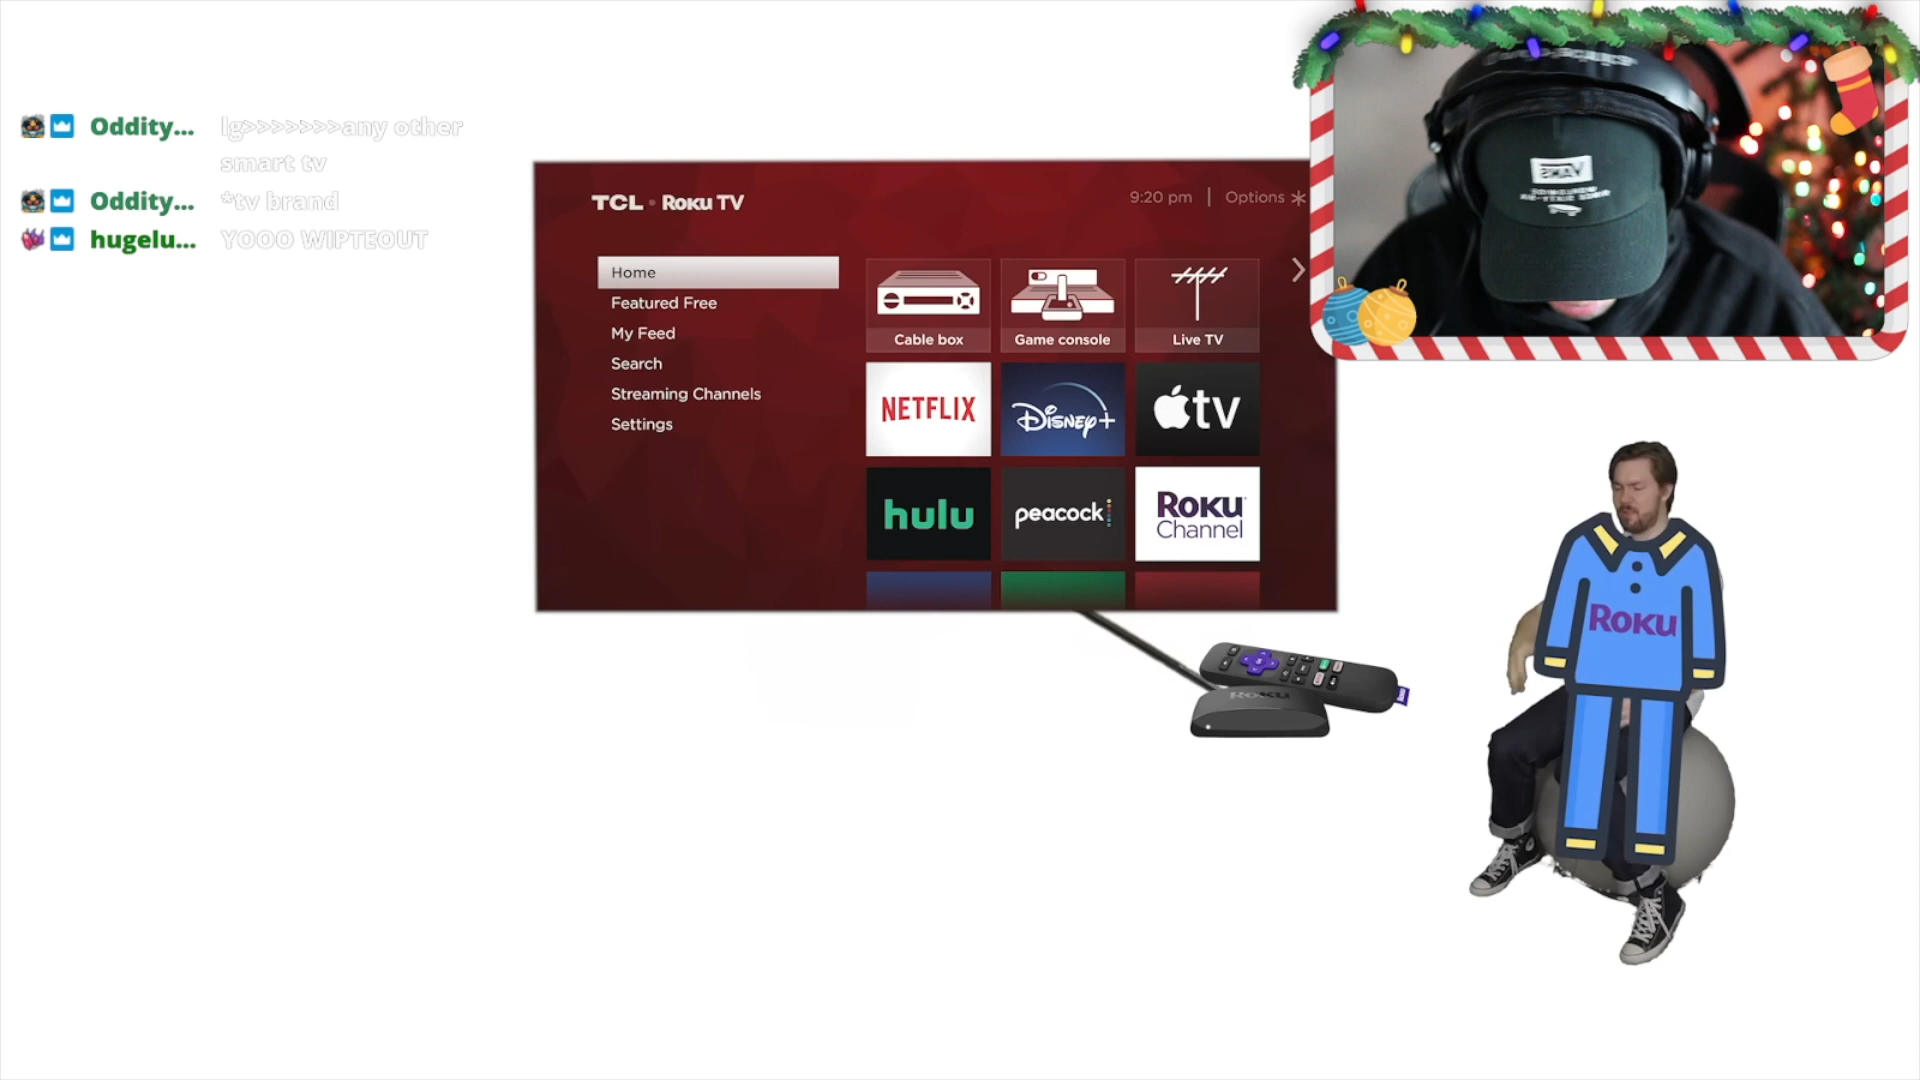 Oddity... lg>>>>>>>any other
smart tv
Oddity... *tv brand
hugelu... YOOO WIPTEOUT
TCL • Roku TV
9:20 pm | Options
Home
Featured Free
My Feed
Search
Streaming Channels
Settings
Cable box
Game console
Live TV
NETFLIX
Disney+
tv
hulu
peacock
Roku
Channel
VANS
Roku
Roku